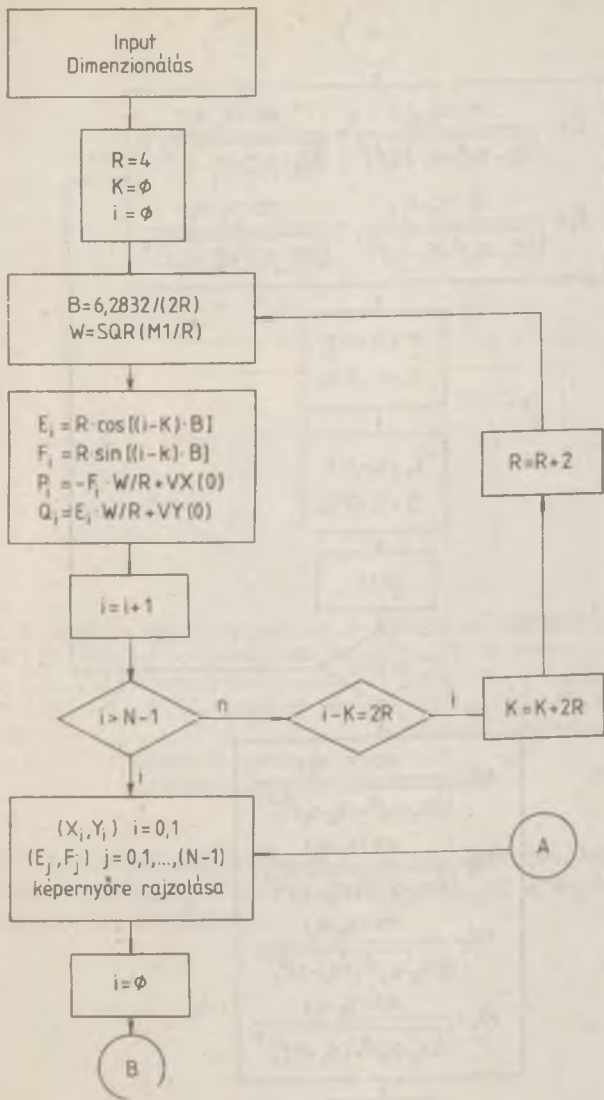 Input
Dimenzionálás
R=4
K=ϕ
i=ϕ
B=6,2832/(2R)
W=SQR(M1/R)
E_i = R·cos[(i-K)·B]
F_i = R·sin[(i-k)·B]
P_i = -F_i·W/R+VX(0)
Q_i = E_i·W/R+VY(0)
R=R+2
i=i+1
i>N-1
n
i-K=2R
i
K=K+2R
i
(X_i,Y_i) i=0,1
(E_j,F_j) j=0,1,...,(N-1)
képernyőre rajzolása
A
i=ϕ
B